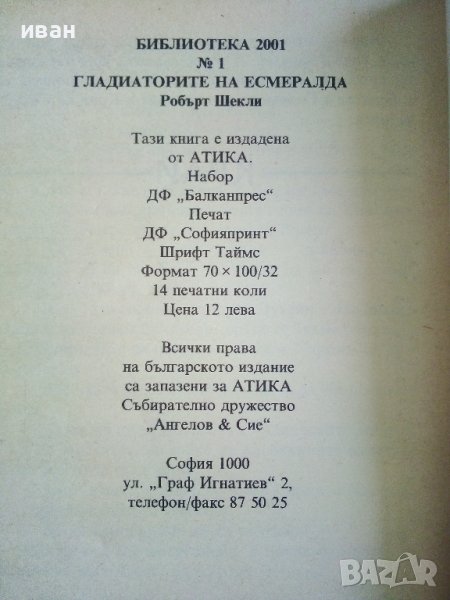 иван
БИБЛИОТЕКА 2001
№ 1
ГЛАДИАТОРИТЕ НА ЕСМЕРАЛДА
Робърт Шекли
Тази книга е издадена
от АТИКА.
Набор
ДФ „Балканпрес“
Печат
ДФ „Софияпринт“
Шрифт Таймс
Формат 70 × 100/32
14 печатни коли
Цена 12 лева
Всички права
на българското издание
са запазени за АТИКА
Събирателно дружество
„Ангелов & Сие“
София 1000
ул. „Граф Игнатиев“ 2,
телефон/факс 87 50 25
BAZAR